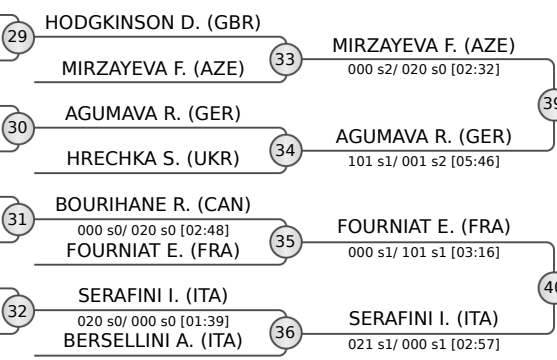 HODGKINSON D. (GBR)
29
MIRZAYEVA F. (AZE)
33
MIRZAYEVA F. (AZE)
000 s2/ 020 s0 [02:32]
39
AGUMAVA R. (GER)
30
HRECHKA S. (UKR)
34
AGUMAVA R. (GER)
101 s1/ 001 s2 [05:46]
BOURIHANE R. (CAN)
31
000 s0/ 020 s0 [02:48]
FOURNIAT E. (FRA)
35
FOURNIAT E. (FRA)
000 s1/ 101 s1 [03:16]
40
SERAFINI I. (ITA)
32
020 s0/ 000 s0 [01:39]
BERSELLINI A. (ITA)
36
SERAFINI I. (ITA)
021 s1/ 000 s1 [02:57]